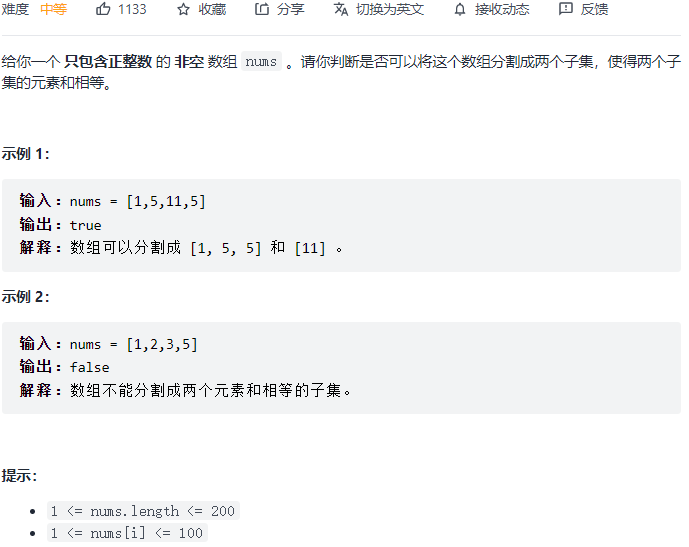 难度 中等 1133 收藏 分享 切换为英文 接收动态 反馈
给你一个 只包含正整数 的 非空 数组 nums 。请你判断是否可以将这个数组分割成两个子集，使得两个子
集的元素和相等。
示例 1：
输入：nums = [1,5,11,5]
输出：true
解释：数组可以分割成 [1, 5, 5] 和 [11] 。
示例 2：
输入：nums = [1,2,3,5]
输出：false
解释：数组不能分割成两个元素和相等的子集。
提示：
1 <= nums.length <= 200
1 <= nums[i] <= 100